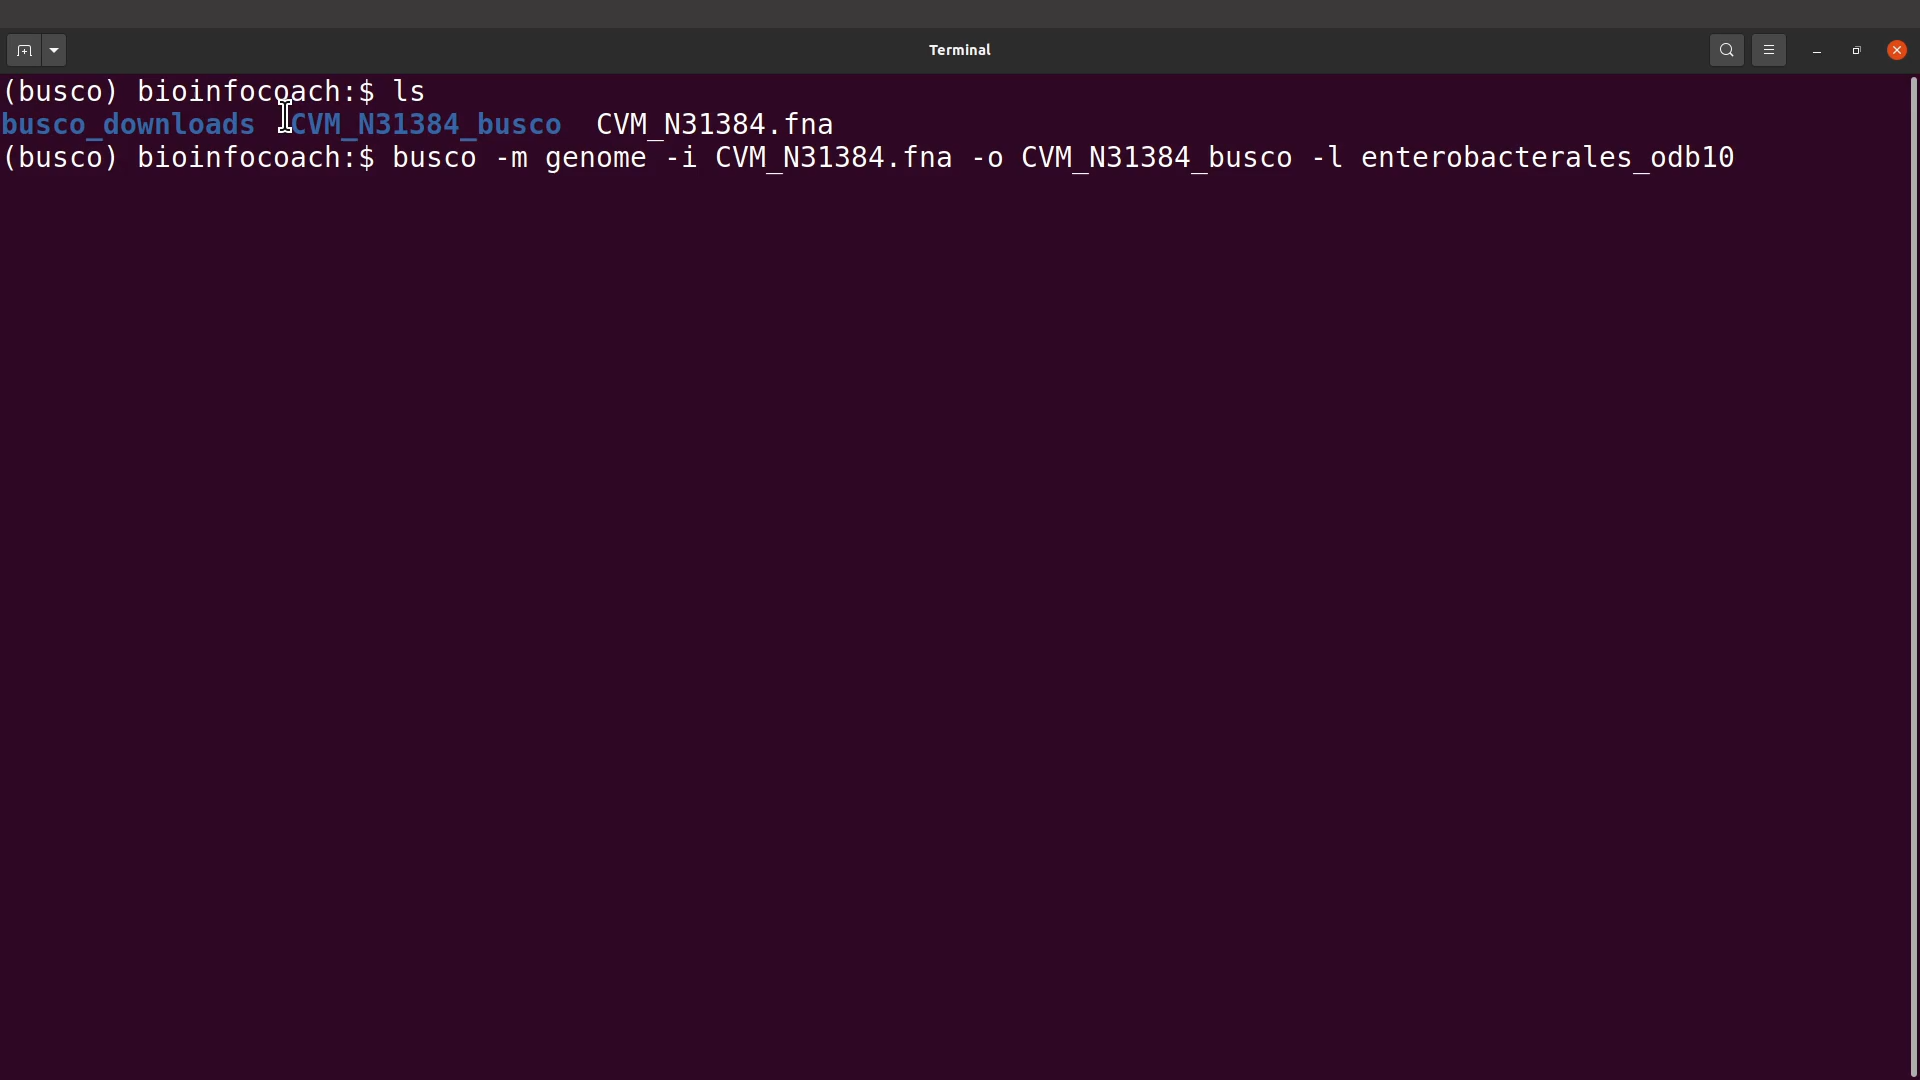 Terminal
(busco) bioinfocoach:$ ls
busco_downloads  CVM_N31384_busco  CVM_N31384.fna
(busco) bioinfocoach:$ busco -m genome -i CVM_N31384.fna -o CVM_N31384_busco -l enterobacterales_odb10